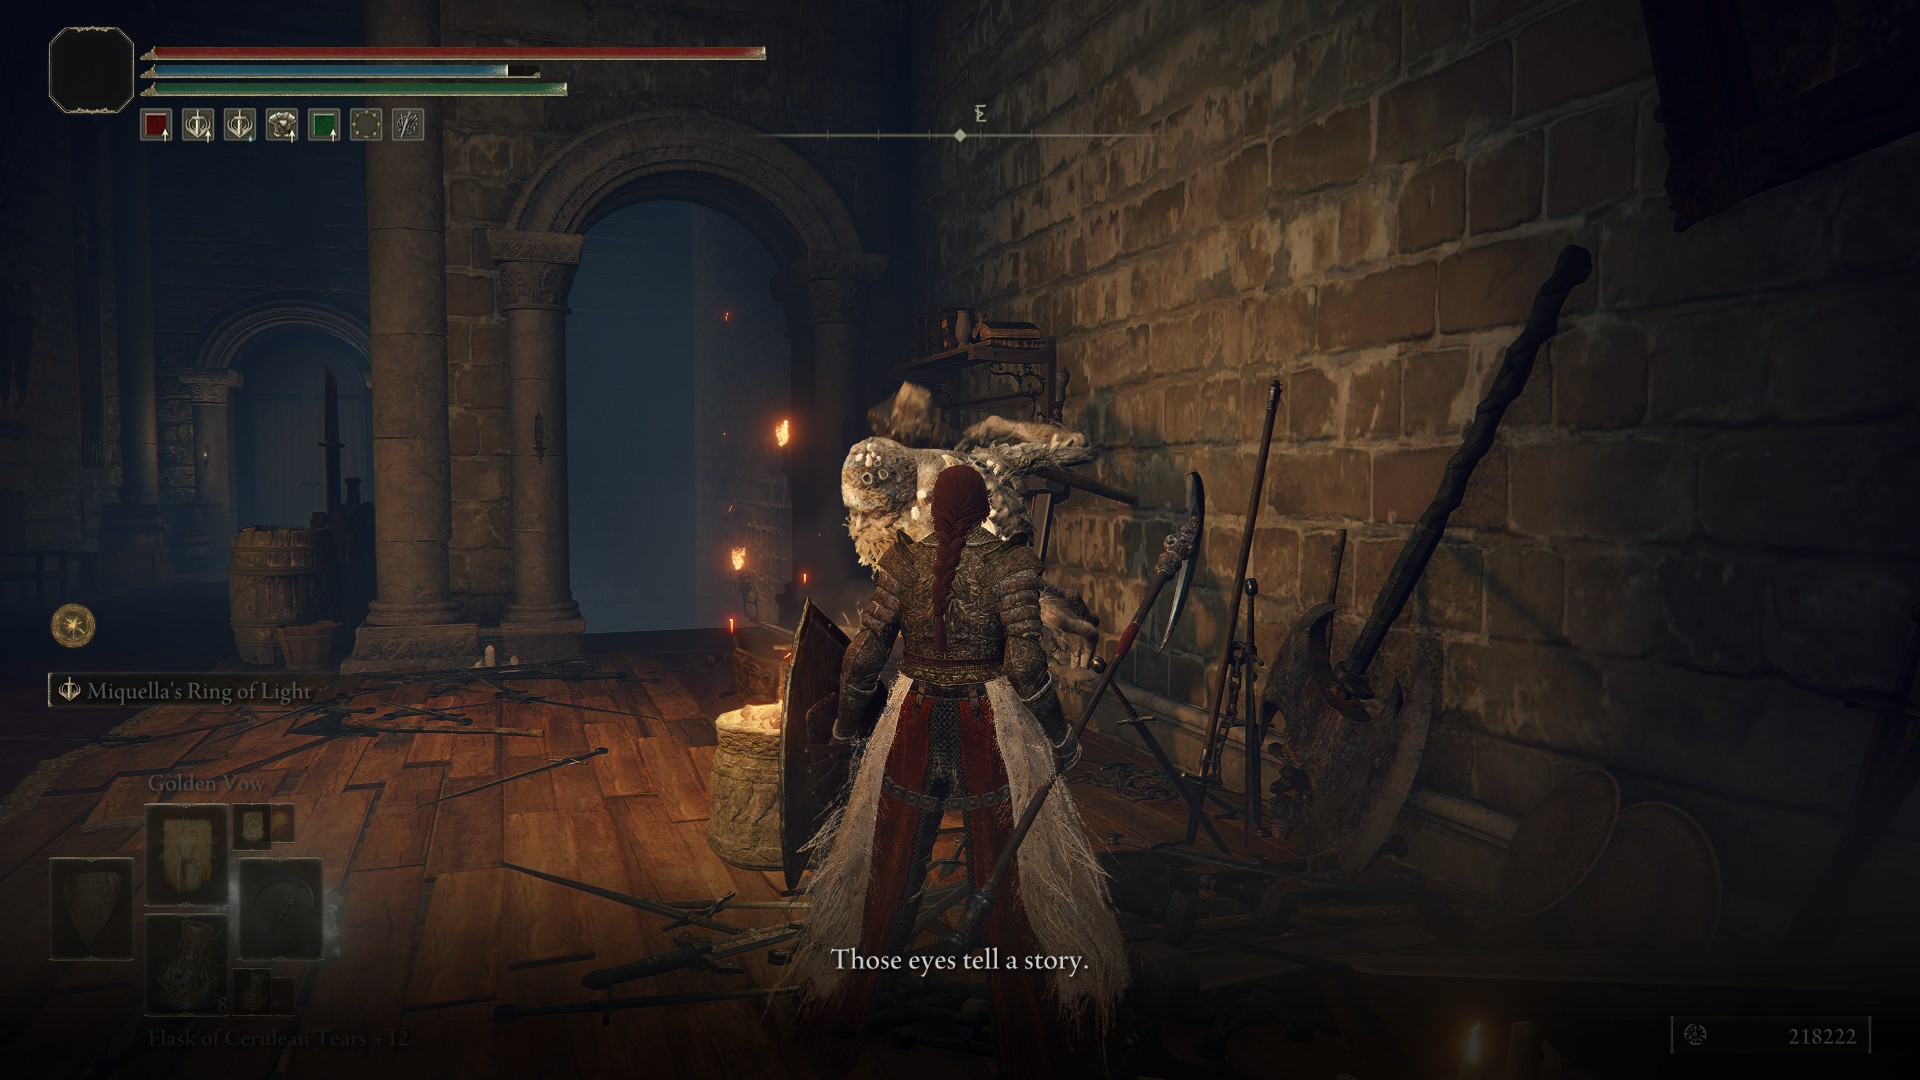 E
Miquella's Ring of Light
Golden Vow
8
Flask of Cerulean Tears +12
Those eyes tell a story.
218222